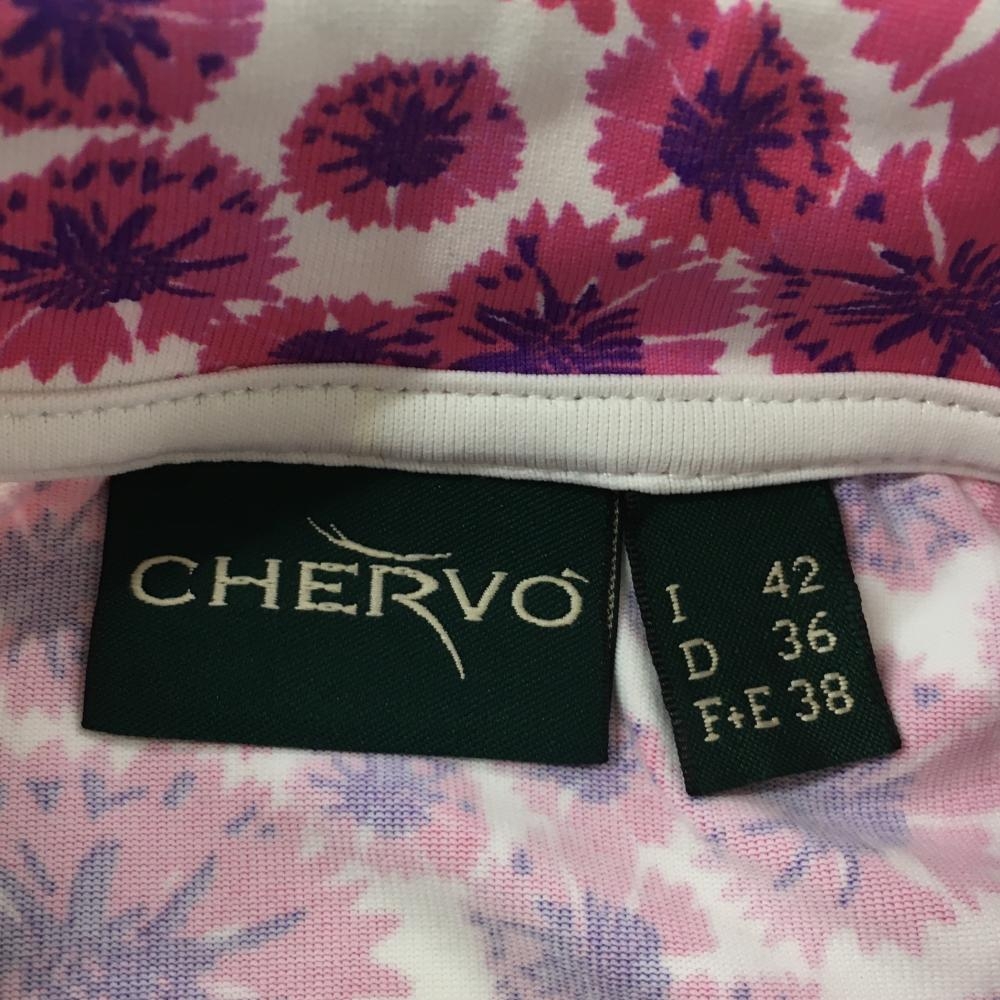 CHERVÒ
I 42
D 36
F+E 38